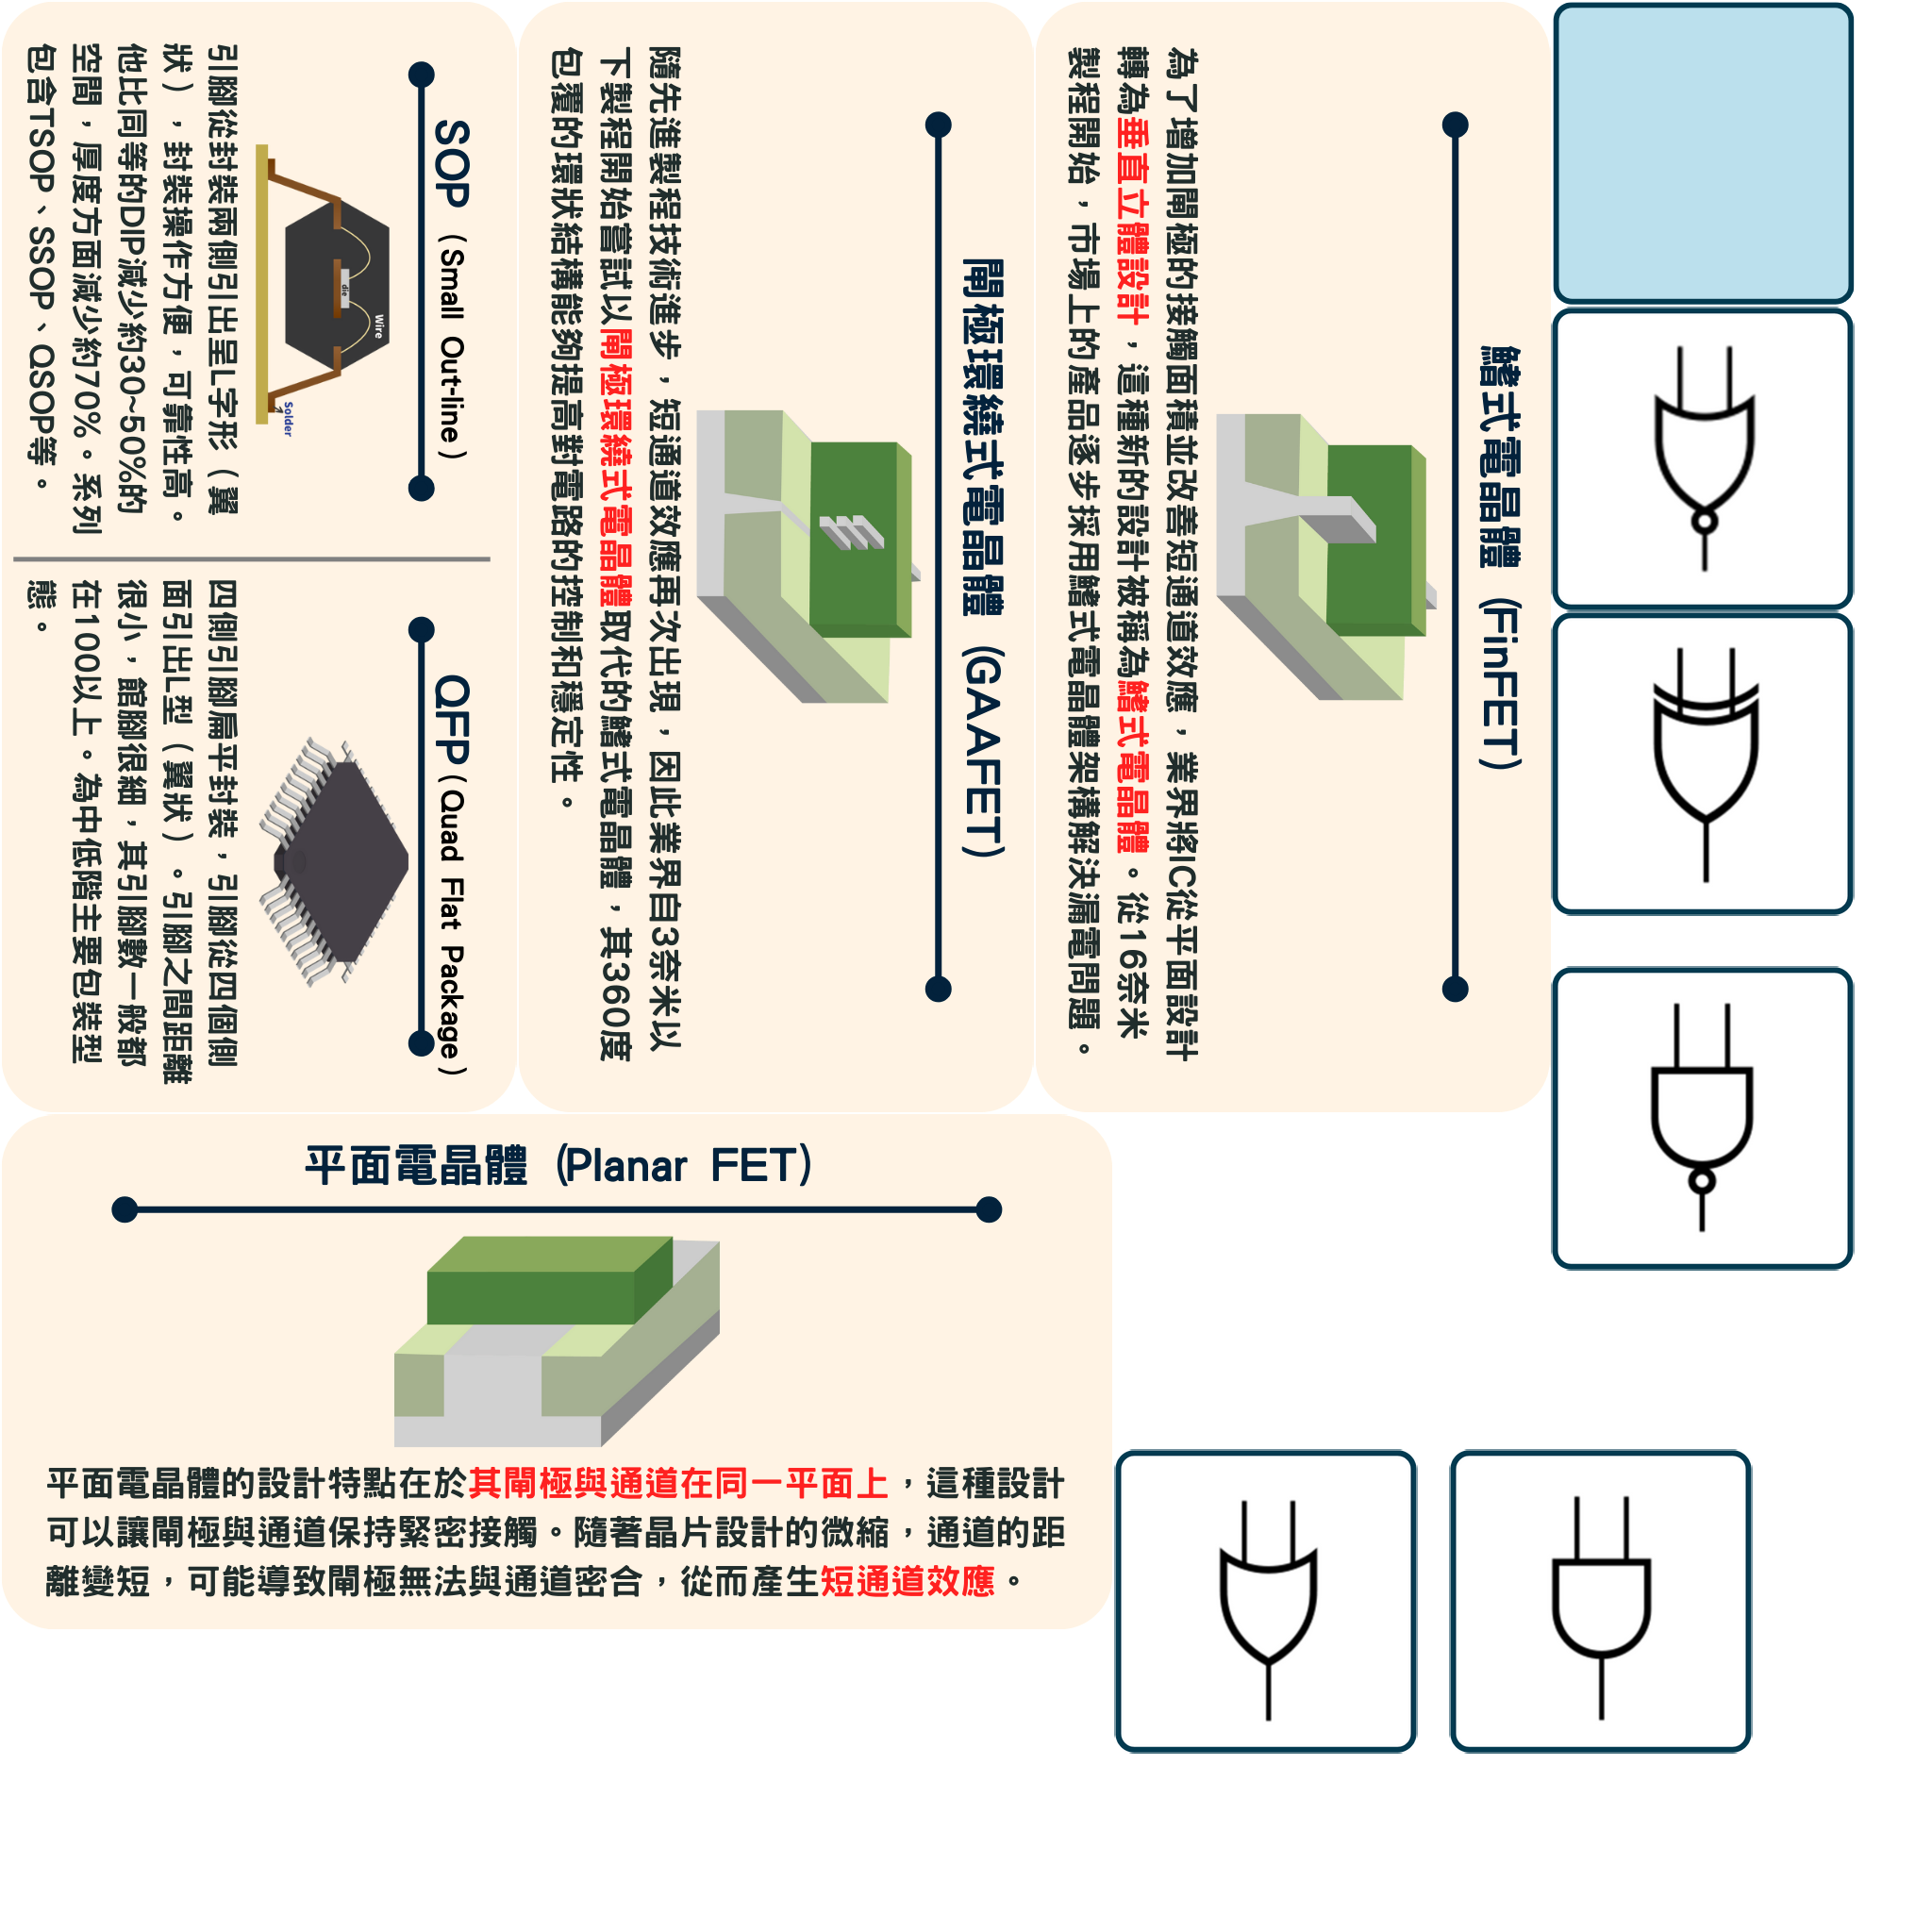 SOP（Small Out-line）
Wire
die
Solder
引腳從封裝兩側引出呈L字形（翼
狀），封裝操作方便，可靠性高。
他比同等的DIP減少約30~50%的
空間，厚度方面減少約70%。系列
包含TSOP、SSOP、QSOP等。
QFP（Quad Flat Package）
四側引腳扁平封裝，引腳從四個側
面引出L型（翼狀）。引腳之間距離
很小，館腳很細，其引腳數一般都
在100以上。為中低階主要包裝型
態。
閘極環繞式電晶體（GAAFET）
隨先進製程技術進步，短通道效應再次出現，因此業界自3奈米以
下製程開始嘗試以閘極環繞式電晶體取代的鰭式電晶體，其360度
包覆的環狀結構能夠提高對電路的控制和穩定性。
鰭式電晶體（FinFET）
為了增加閘極的接觸面積並改善短通道效應，業界將IC從平面設計
轉為垂直立體設計，這種新的設計被稱為鰭式電晶體。從16奈米
製程開始，市場上的產品逐步採用鰭式電晶體架構解決漏電問題。
平面電晶體（Planar FET）
平面電晶體的設計特點在於其閘極與通道在同一平面上，這種設計
可以讓閘極與通道保持緊密接觸。隨著晶片設計的微縮，通道的距
離變短，可能導致閘極無法與通道密合，從而產生短通道效應。